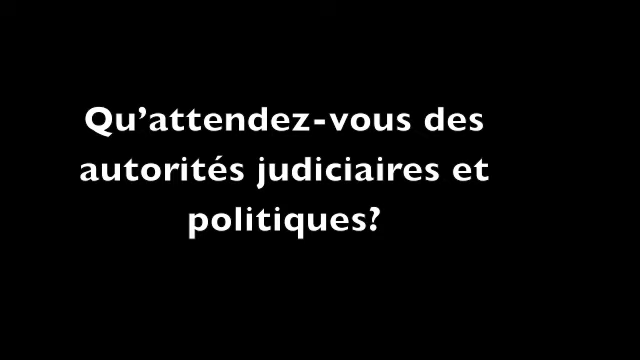 Qu’attendez-vous des
autorités judiciaires et
politiques?